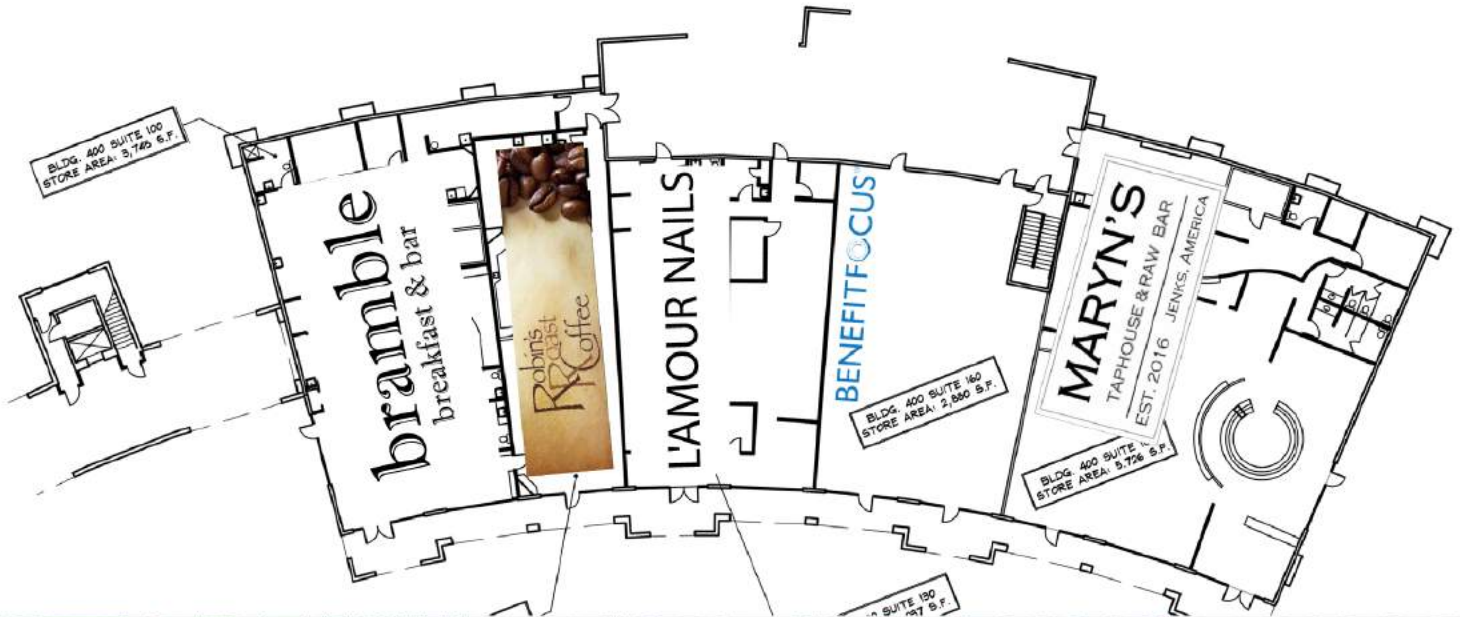 BLDG. 400 SUITE 100
STORE AREA: 3,745 S.F.
bramble
breakfast & bar
Robin's
Roast
Koffee
L'AMOUR NAILS
BENEFITFOCUS
BLDG. 400 SUITE 160
STORE AREA: 2,880 S.F.
MARYN'S
TAPHOUSE & RAW BAR
EST. 2016 JENKS, AMERICA
BLDG. 400 SUITE
STORE AREA: 5,726 S.F.
SUITE 130
S.F.